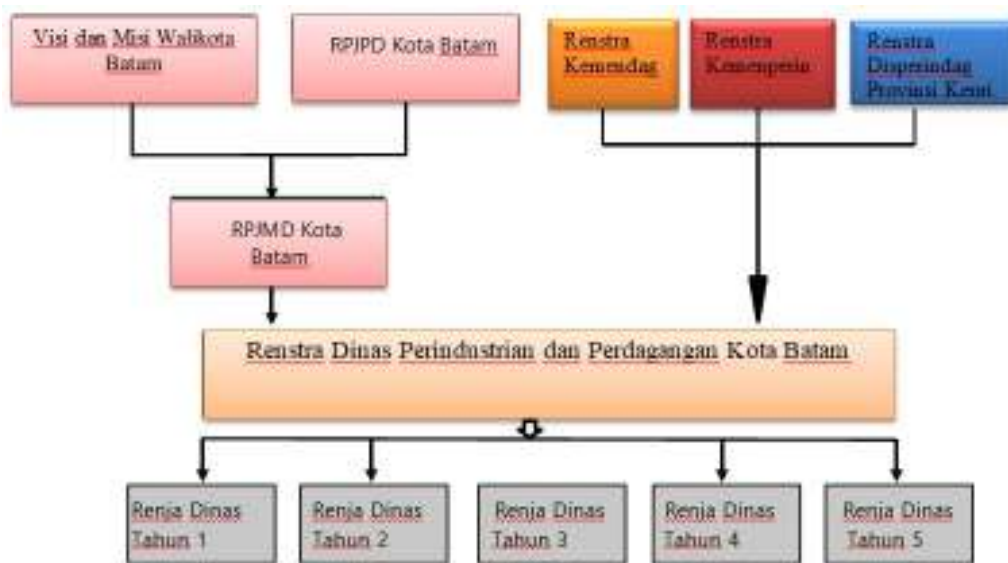 Visi dan Misi Walikota
Batam
RPJPD Kota Batam
Renstra
Kemendag
Renstra
Kemenperin
Renstra
Disperindag
Provinsi
RPJMD Kota
Batam
Renstra Dinas Perindustrian dan Perdagangan Kota Batam
Renja Dinas
Tahun 1
Renja Dinas
Tahun 2
Renja Dinas
Tahun 3
Renja Dinas
Tahun 4
Renja Dinas
Tahun 5